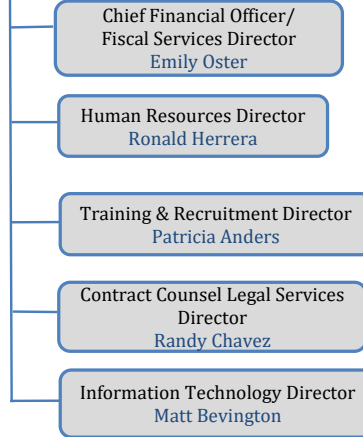 Chief Financial Officer/
Fiscal Services Director
Emily Oster
Human Resources Director
Ronald Herrera
Training & Recruitment Director
Patricia Anders
Contract Counsel Legal Services
Director
Randy Chavez
Information Technology Director
Matt Bevington